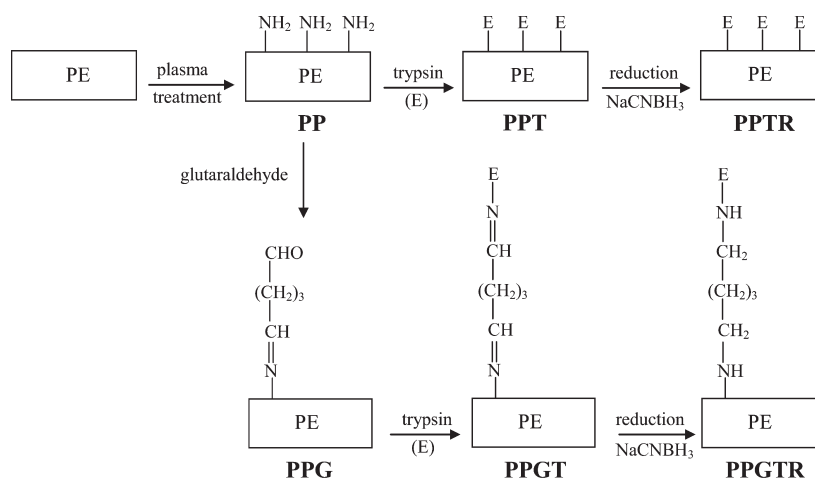 NH₂ NH₂ NH₂
E E E
E E E
PE
plasma
treatment
PE
PP
trypsin
(E)
PE
PPT
reduction
NaCNBH₃
PE
PPTR
glutaraldehyde
CHO
(CH₂)₃
CH
N
PE
PPG
trypsin
(E)
E
N
CH
(CH₂)₃
CH
N
PE
PPGT
reduction
NaCNBH₃
E
NH
CH₂
(CH₂)₃
CH₂
NH
PE
PPGTR